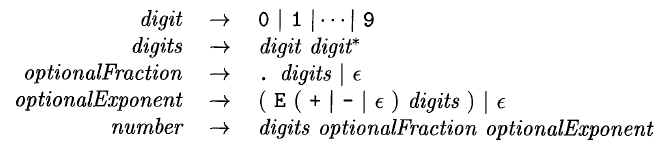 digit → 0 | 1 | ··· | 9
digits → digit digit*
optionalFraction → . digits | ϵ
optionalExponent → ( E ( + | - | ϵ ) digits ) | ϵ
number → digits optionalFraction optionalExponent